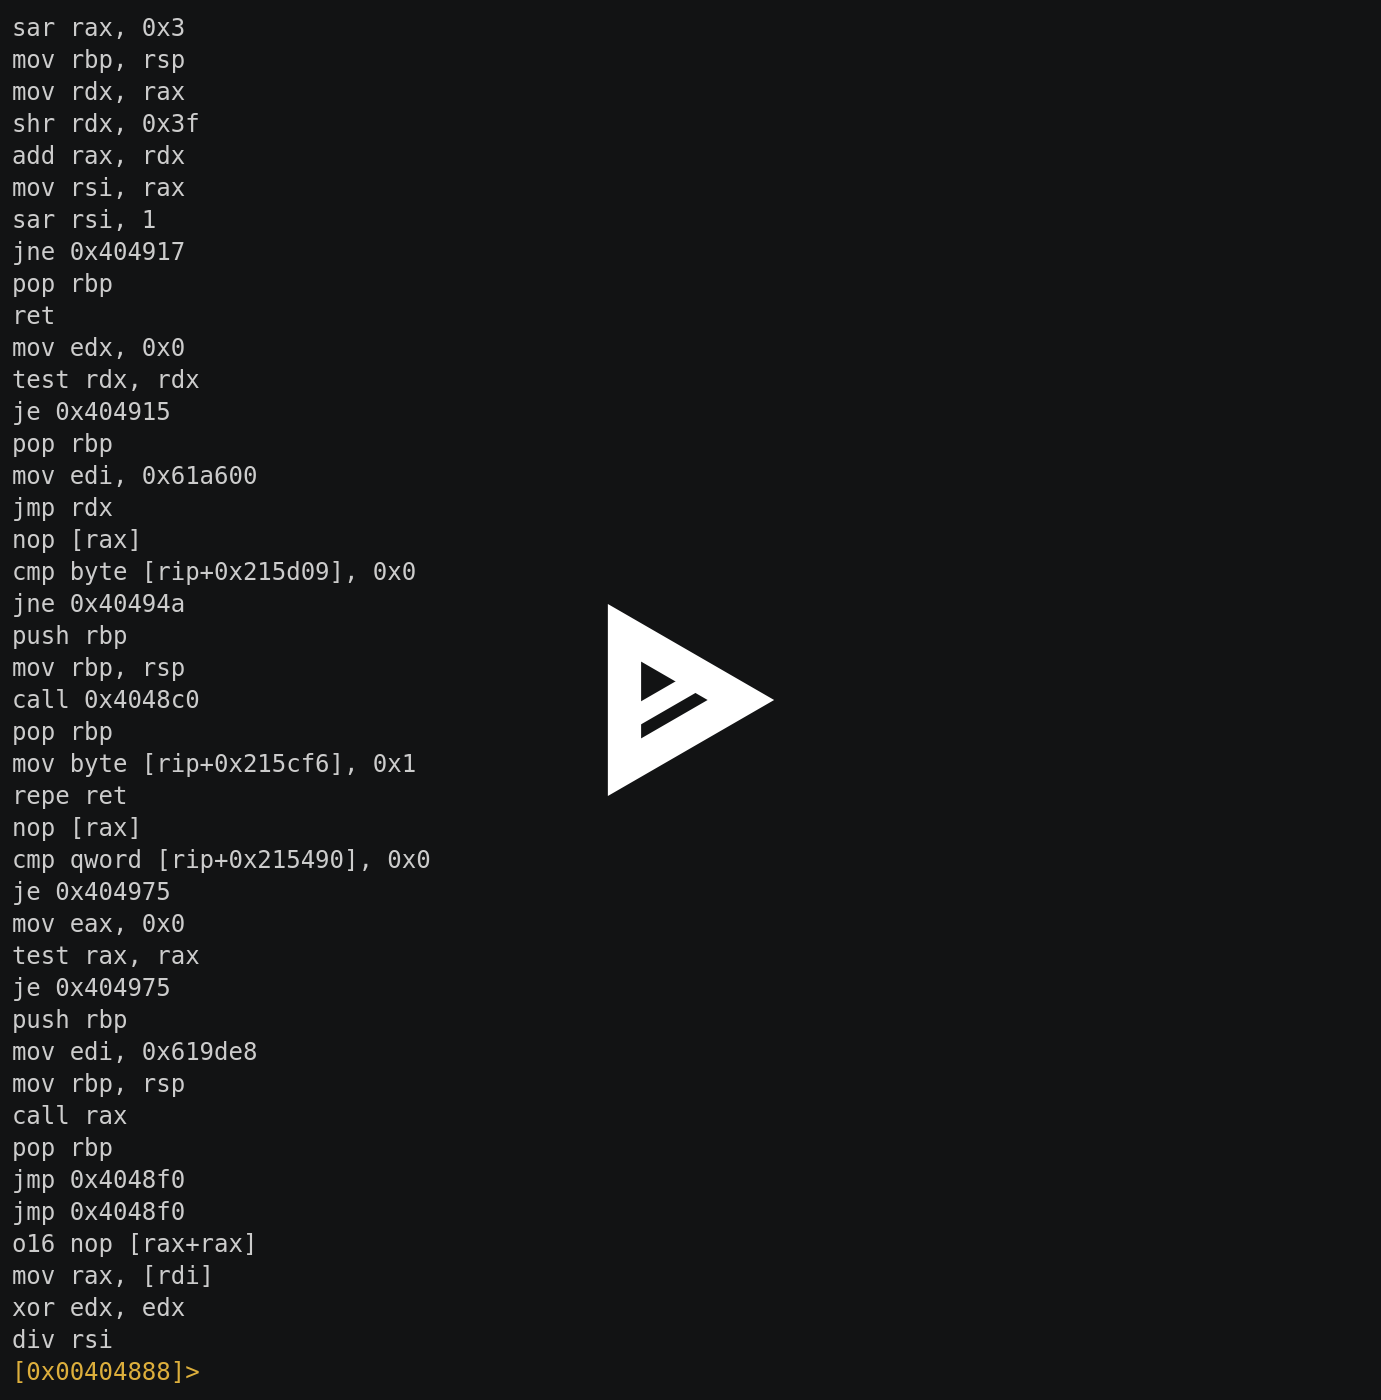 sar rax, 0x3
mov rbp, rsp
mov rdx, rax
shr rdx, 0x3f
add rax, rdx
mov rsi, rax
sar rsi, 1
jne 0x404917
pop rbp
ret
mov edx, 0x0
test rdx, rdx
je 0x404915
pop rbp
mov edi, 0x61a600
jmp rdx
nop [rax]
cmp byte [rip+0x215d09], 0x0
jne 0x40494a
push rbp
mov rbp, rsp
call 0x4048c0
pop rbp
mov byte [rip+0x215cf6], 0x1
repe ret
nop [rax]
cmp qword [rip+0x215490], 0x0
je 0x404975
mov eax, 0x0
test rax, rax
je 0x404975
push rbp
mov edi, 0x619de8
mov rbp, rsp
call rax
pop rbp
jmp 0x4048f0
jmp 0x4048f0
o16 nop [rax+rax]
mov rax, [rdi]
xor edx, edx
div rsi
[0x00404888]>